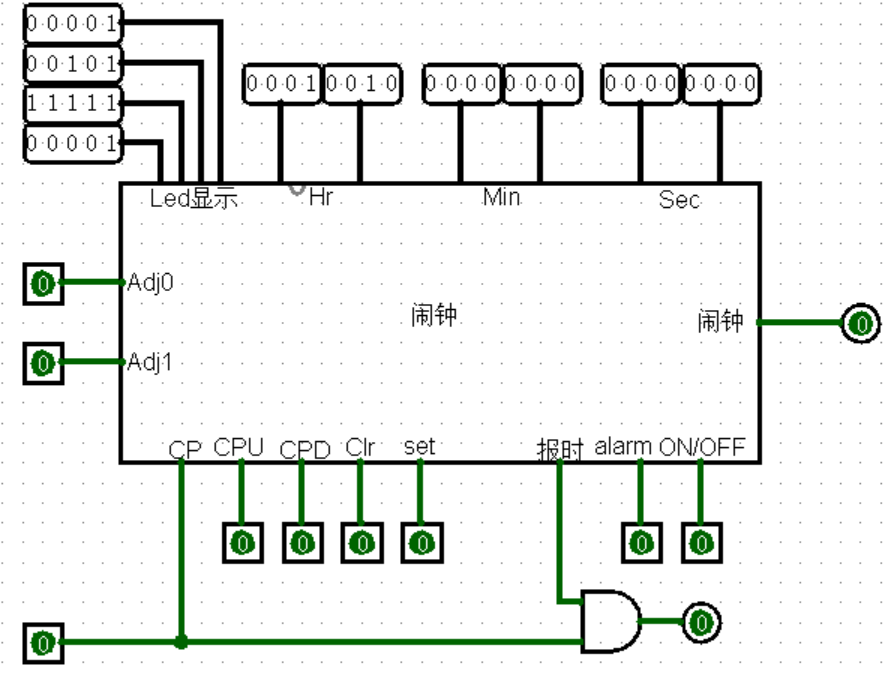 0 0 0 0 1
0 0 1 0 1
1 1 1 1 1
0 0 0 0 1
0 0 0 1
0 0 1 0
0 0 0 0
0 0 0 0
0 0 0 0
0 0 0 0
Led显示
Hr
Min
Sec
0
Adj0
闹钟
闹钟
0
0
Adj1
CP
CPU
CPD
Clr
set
报时
alarm
ON/OFF
0
0
0
0
0
0
0
0